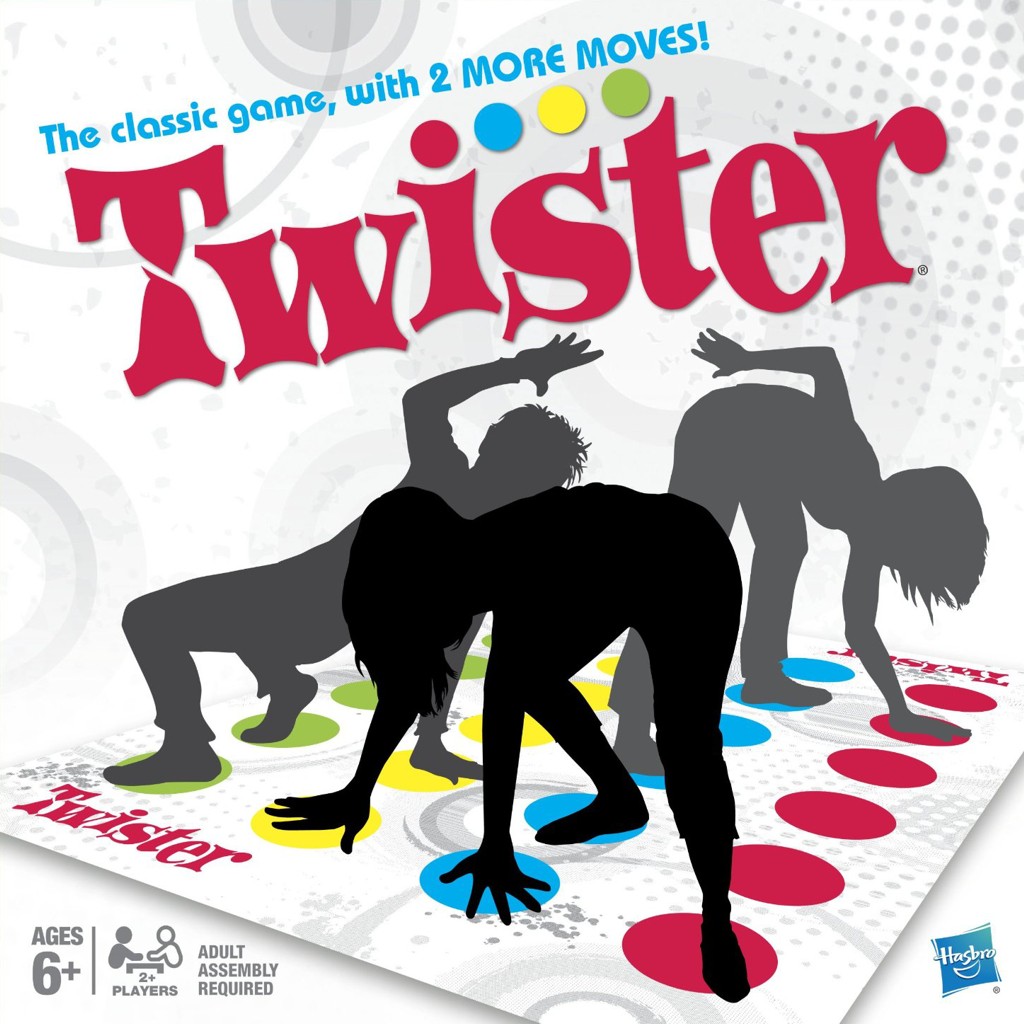 The classic game, with 2 MORE MOVES!
Twister®
Twister
Twister
AGES
6+
2+
PLAYERS
ADULT
ASSEMBLY
REQUIRED
Hasbro
®